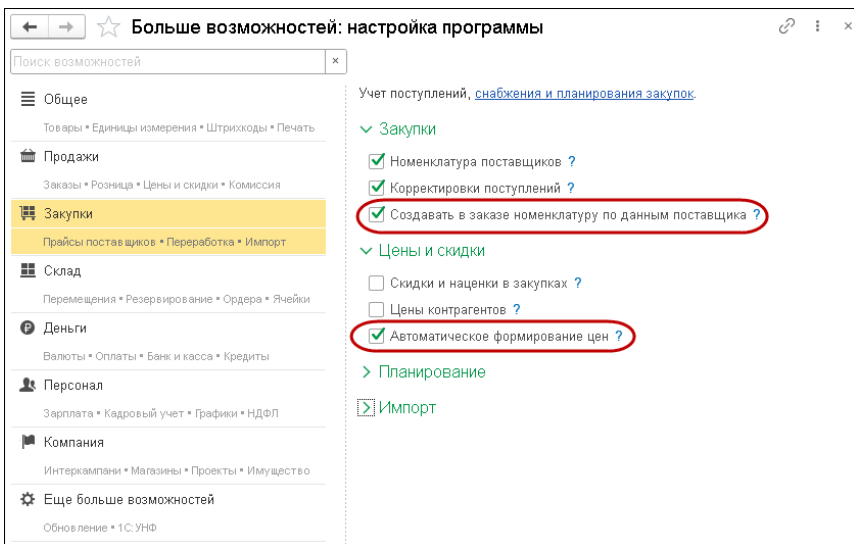 Больше возможностей: настройка программы
Поиск возможностей
Общее
Товары • Единицы измерения • Штрихкоды • Печать
Продажи
Заказы • Розница • Цены и скидки • Комиссия
Закупки
Прайсы поставщиков • Переработка • Импорт
Склад
Перемещения • Резервирование • Ордера • Ячейки
Деньги
Валюты • Оплаты • Банк и касса • Кредиты
Персонал
Зарплата • Кадровый учет • Графики • НДФЛ
Компания
Интеркампани • Магазины • Проекты • Имущество
Еще больше возможностей
Обновление • 1С:УНФ
Учет поступлений, снабжения и планирования закупок.
Закупки
Номенклатура поставщиков ?
Корректировки поступлений ?
Создавать в заказе номенклатуру по данным поставщика ?
Цены и скидки
Скидки и наценки в закупках ?
Цены контрагентов ?
Автоматическое формирование цен ?
Планирование
Импорт